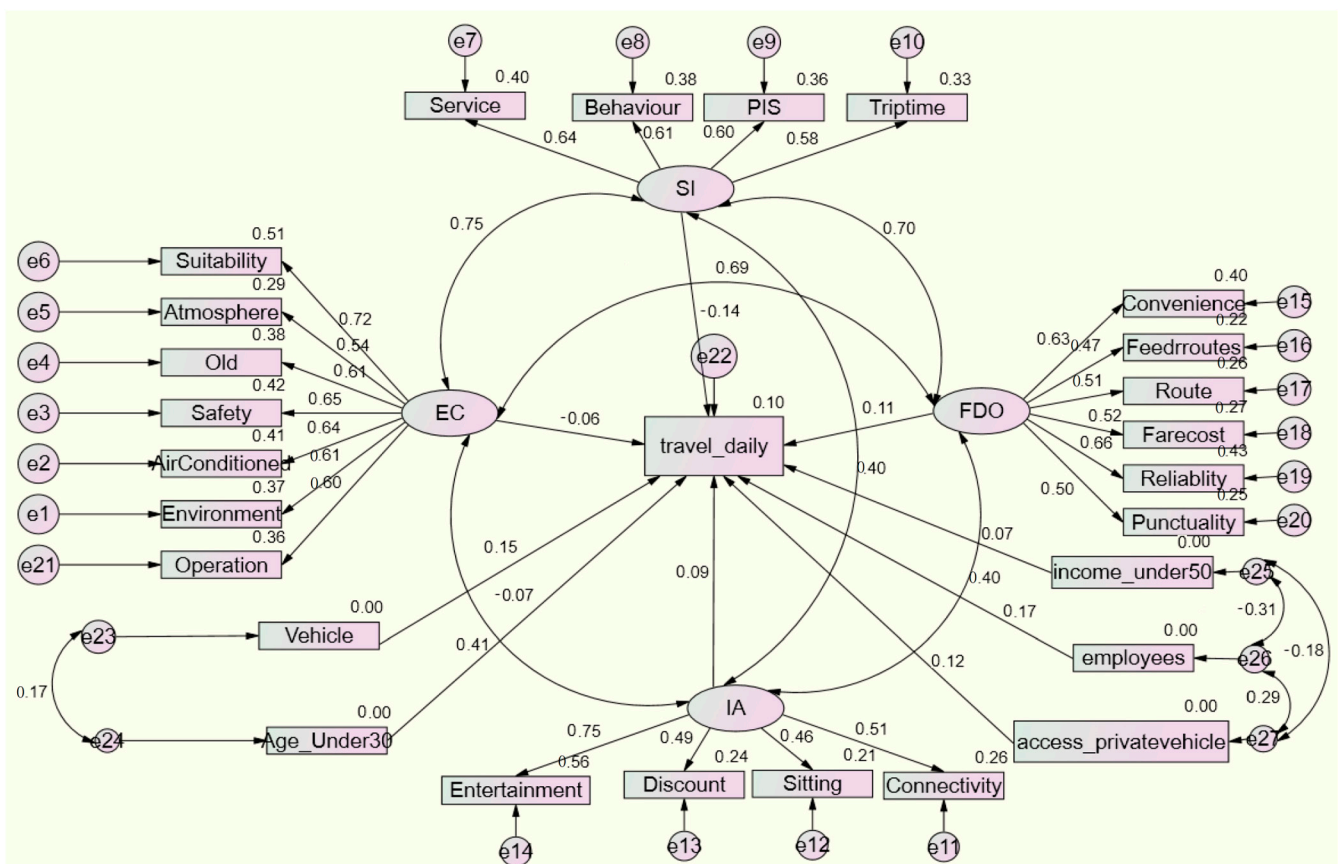 e7
e8
e9
e10
0.40
0.38
0.36
0.33
Service
Behaviour
PIS
Triptime
0.64
0.61
0.60
0.58
SI
0.75
0.70
0.69
-0.14
e6
0.51
Suitability
e5
0.29
Atmosphere
e4
0.38
Old
e3
0.42
Safety
e2
0.41
AirConditioned
e1
0.37
Environment
e21
0.36
Operation
0.72
0.54
0.61
0.65
0.64
0.61
0.60
EC
-0.06
e22
0.10
travel_daily
0.11
FDO
0.40
Convenience
e15
0.22
Feedrroutes
e16
0.26
Route
e17
0.27
Farecost
e18
0.43
Reliablity
e19
0.25
Punctuality
e20
0.63
0.47
0.51
0.52
0.66
0.50
0.40
0.07
0.00
income_under50
e25
0.15
0.09
0.40
-0.07
0.17
-0.31
-0.18
e23
0.00
Vehicle
0.41
0.00
employees
e26
0.12
0.29
0.17
e24
0.00
Age_Under30
IA
0.00
access_privatevehicle
e27
0.75
0.49
0.46
0.51
0.56
0.24
0.21
0.26
Entertainment
Discount
Sitting
Connectivity
e14
e13
e12
e11